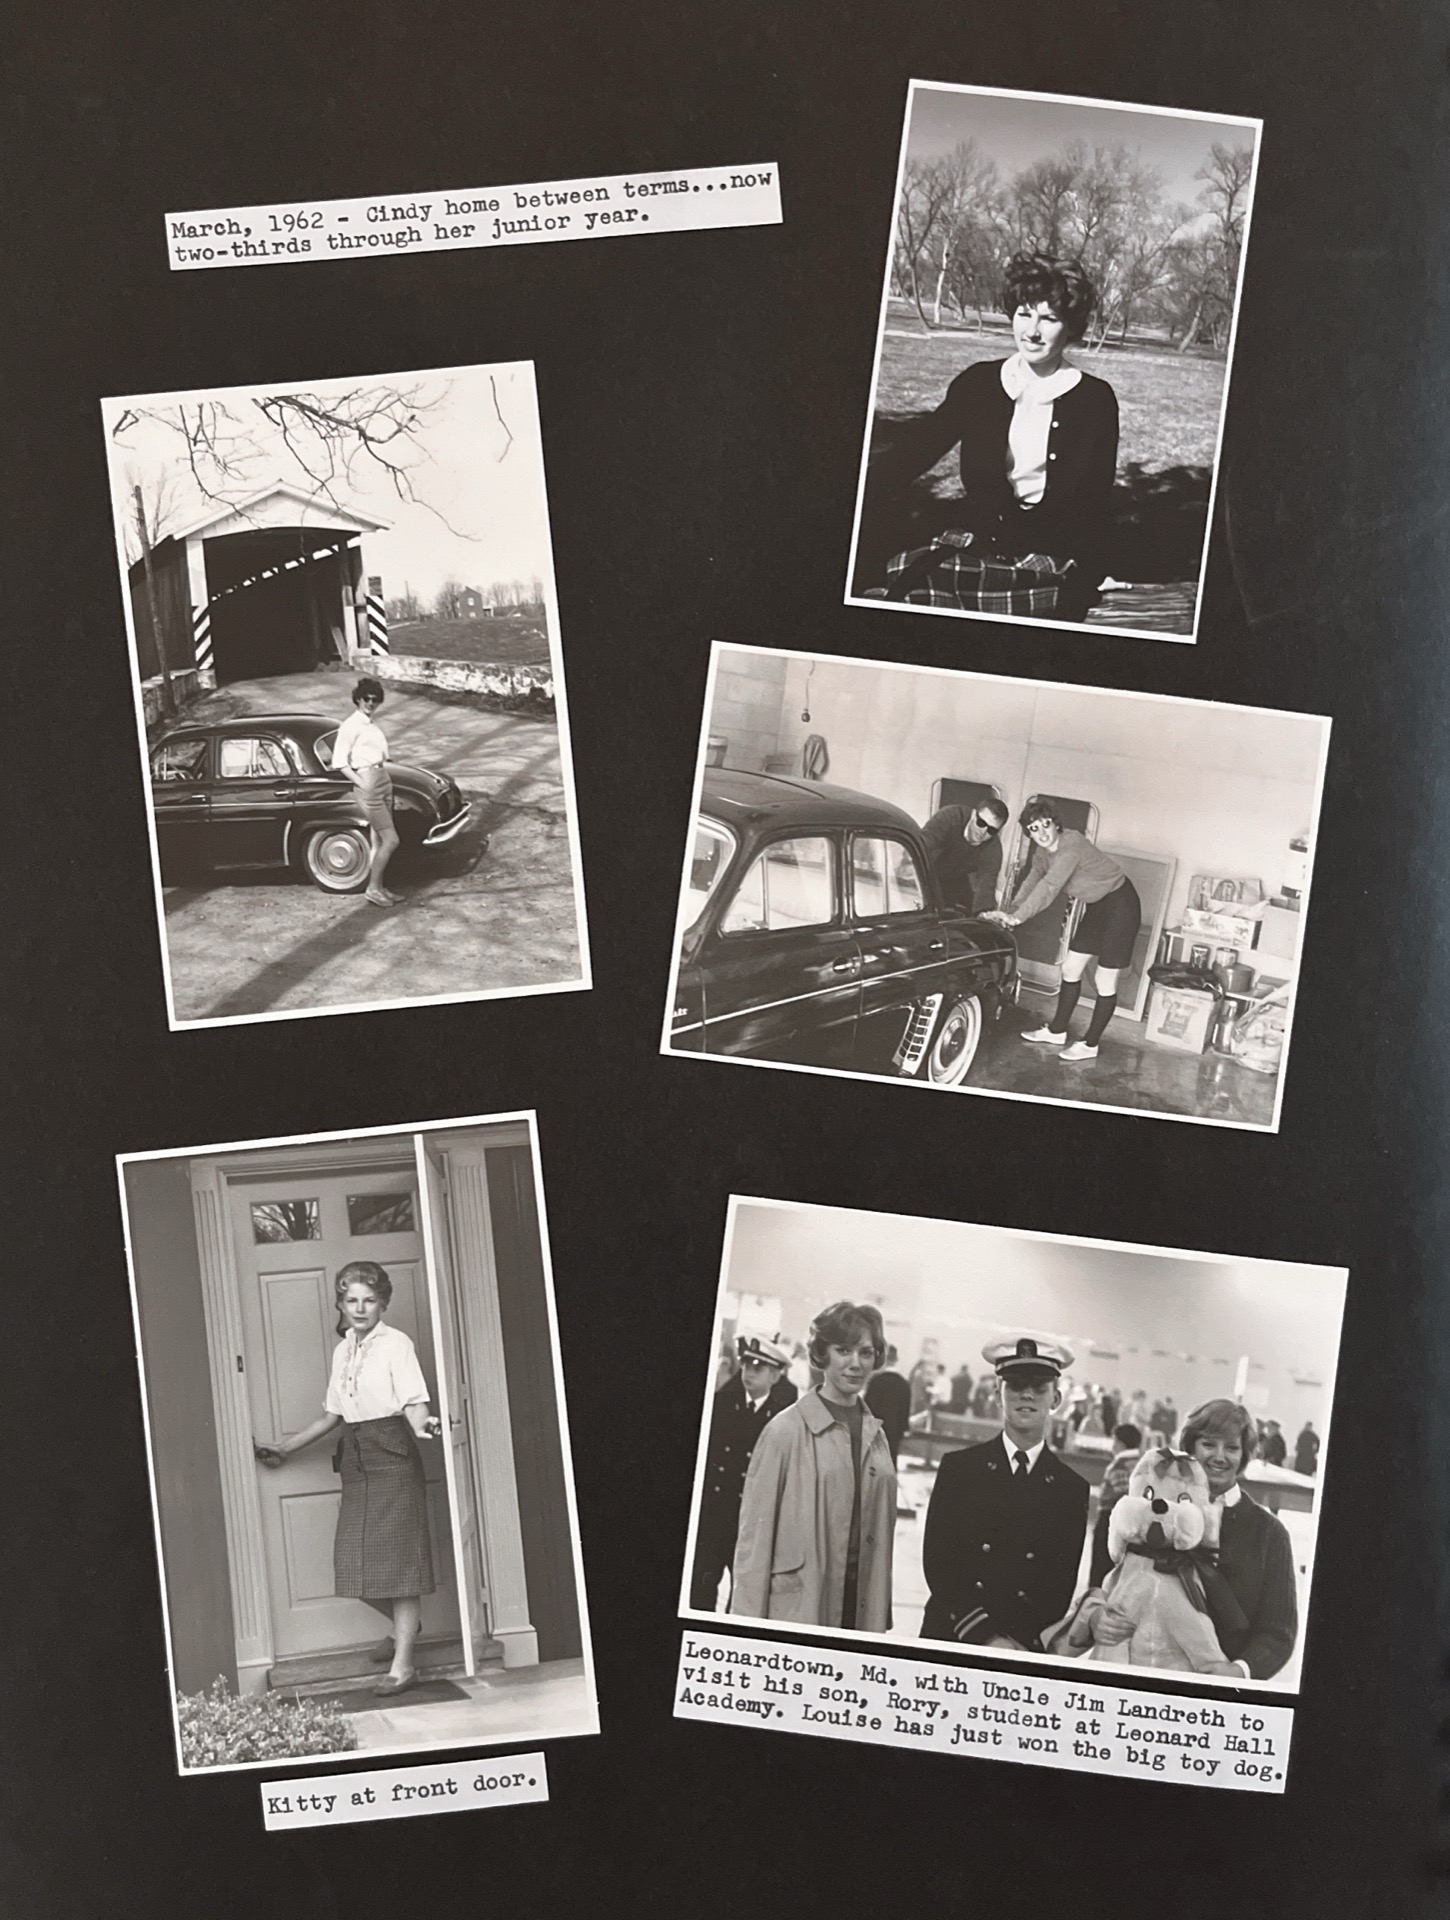 March, 1962 - Cindy home between terms...now
two-thirds through her junior year.
Kitty at front door.
Leonardtown, Md. with Uncle Jim Landreth to
visit his son, Rory, student at Leonard Hall
Academy. Louise has just won the big toy dog.